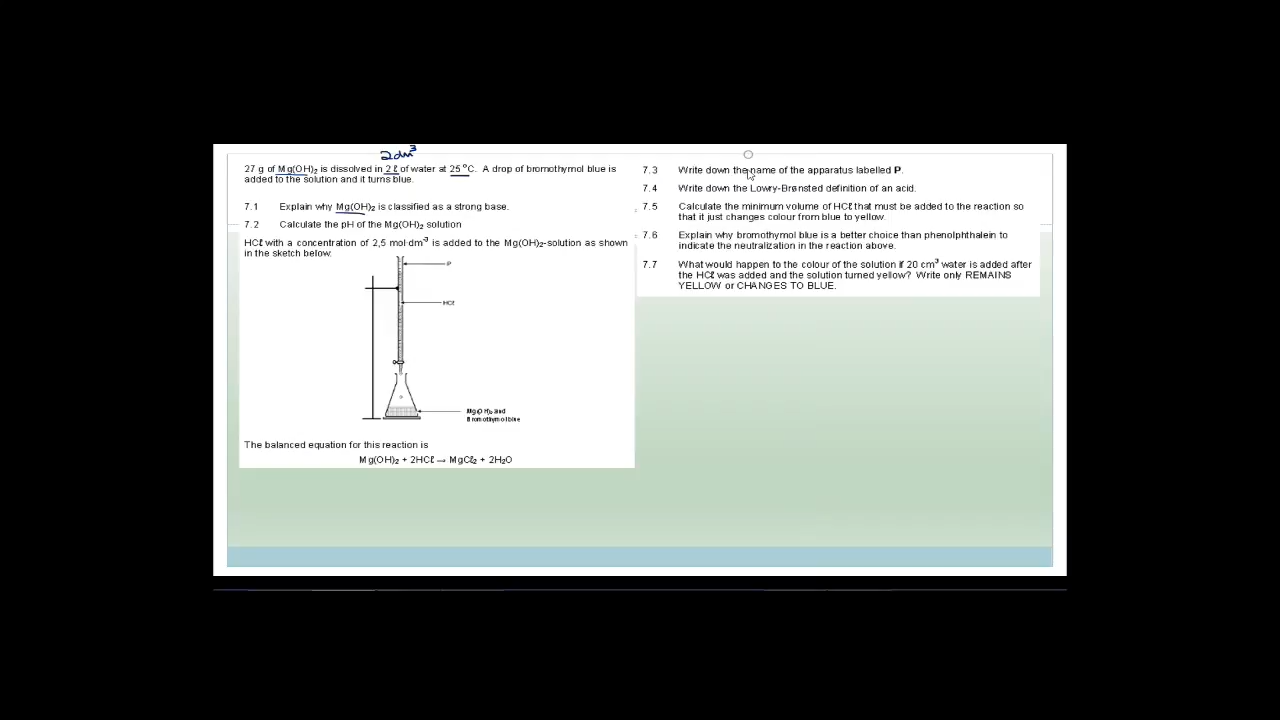 2dm³
27 g of Mg(OH)₂ is dissolved in 2 ℓ of water at 25 °C. A drop of bromothymol blue is
added to the solution and it turns blue.
7.1 Explain why Mg(OH)₂ is classified as a strong base.
7.2 Calculate the pH of the Mg(OH)₂ solution
HCℓ with a concentration of 2,5 mol·dm⁻³ is added to the Mg(OH)₂-solution as shown
in the sketch below.
P
HCℓ
Mg(OH)₂ and
Bromothymol blue
The balanced equation for this reaction is
Mg(OH)₂ + 2HCℓ → MgCℓ₂ + 2H₂O
7.3 Write down the name of the apparatus labelled P.
7.4 Write down the Lowry-Brønsted definition of an acid.
7.5 Calculate the minimum volume of HCℓ that must be added to the reaction so
that it just changes colour from blue to yellow.
7.6 Explain why bromothymol blue is a better choice than phenolphthalein to
indicate the neutralization in the reaction above.
7.7 What would happen to the colour of the solution if 20 cm³ water is added after
the HCℓ was added and the solution turned yellow? Write only REMAINS
YELLOW or CHANGES TO BLUE.